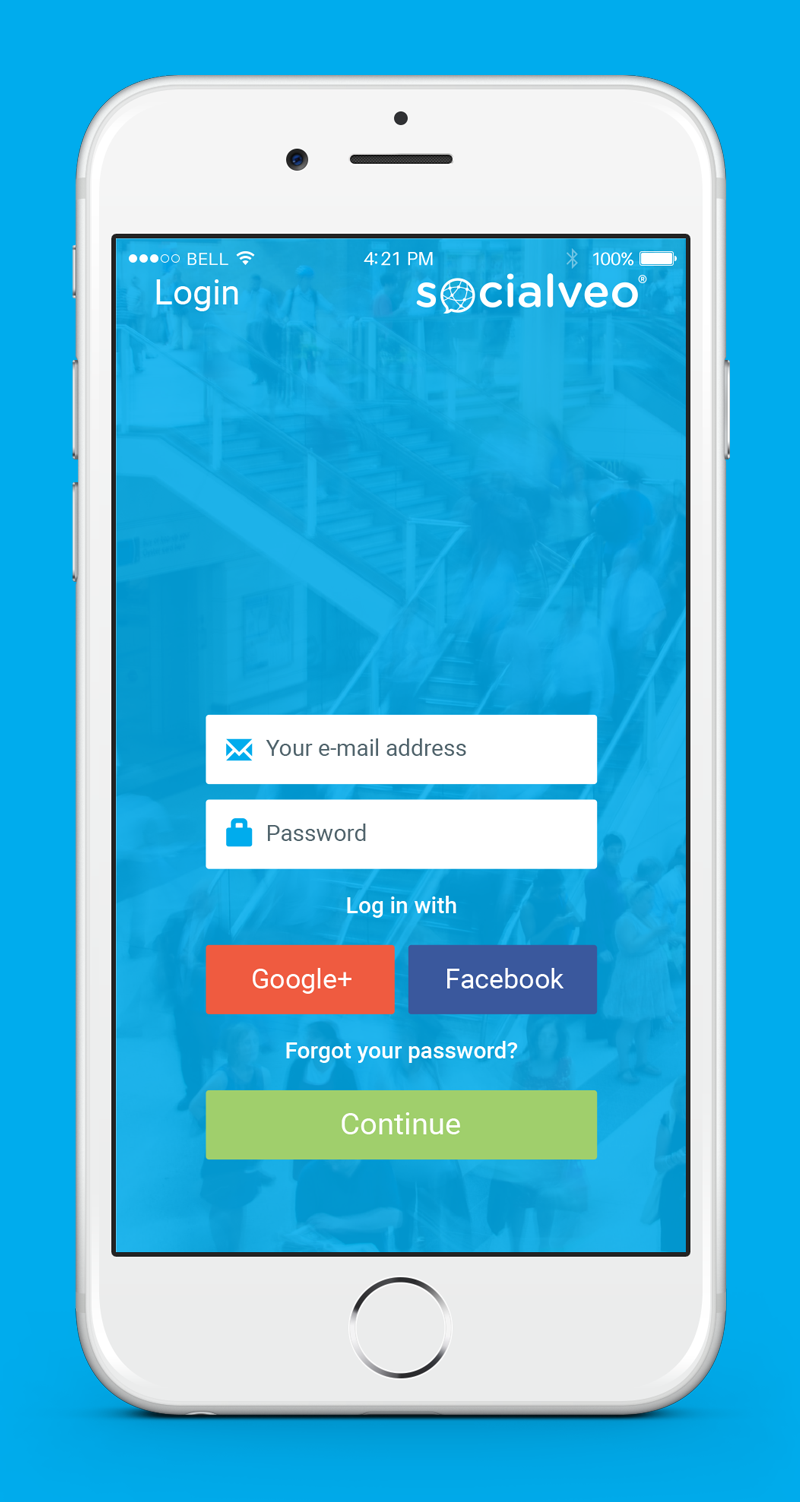 BELL 4:21 PM 100%
Login socialveo®
Your e-mail address
Password
Log in with
Google+ Facebook
Forgot your password?
Continue